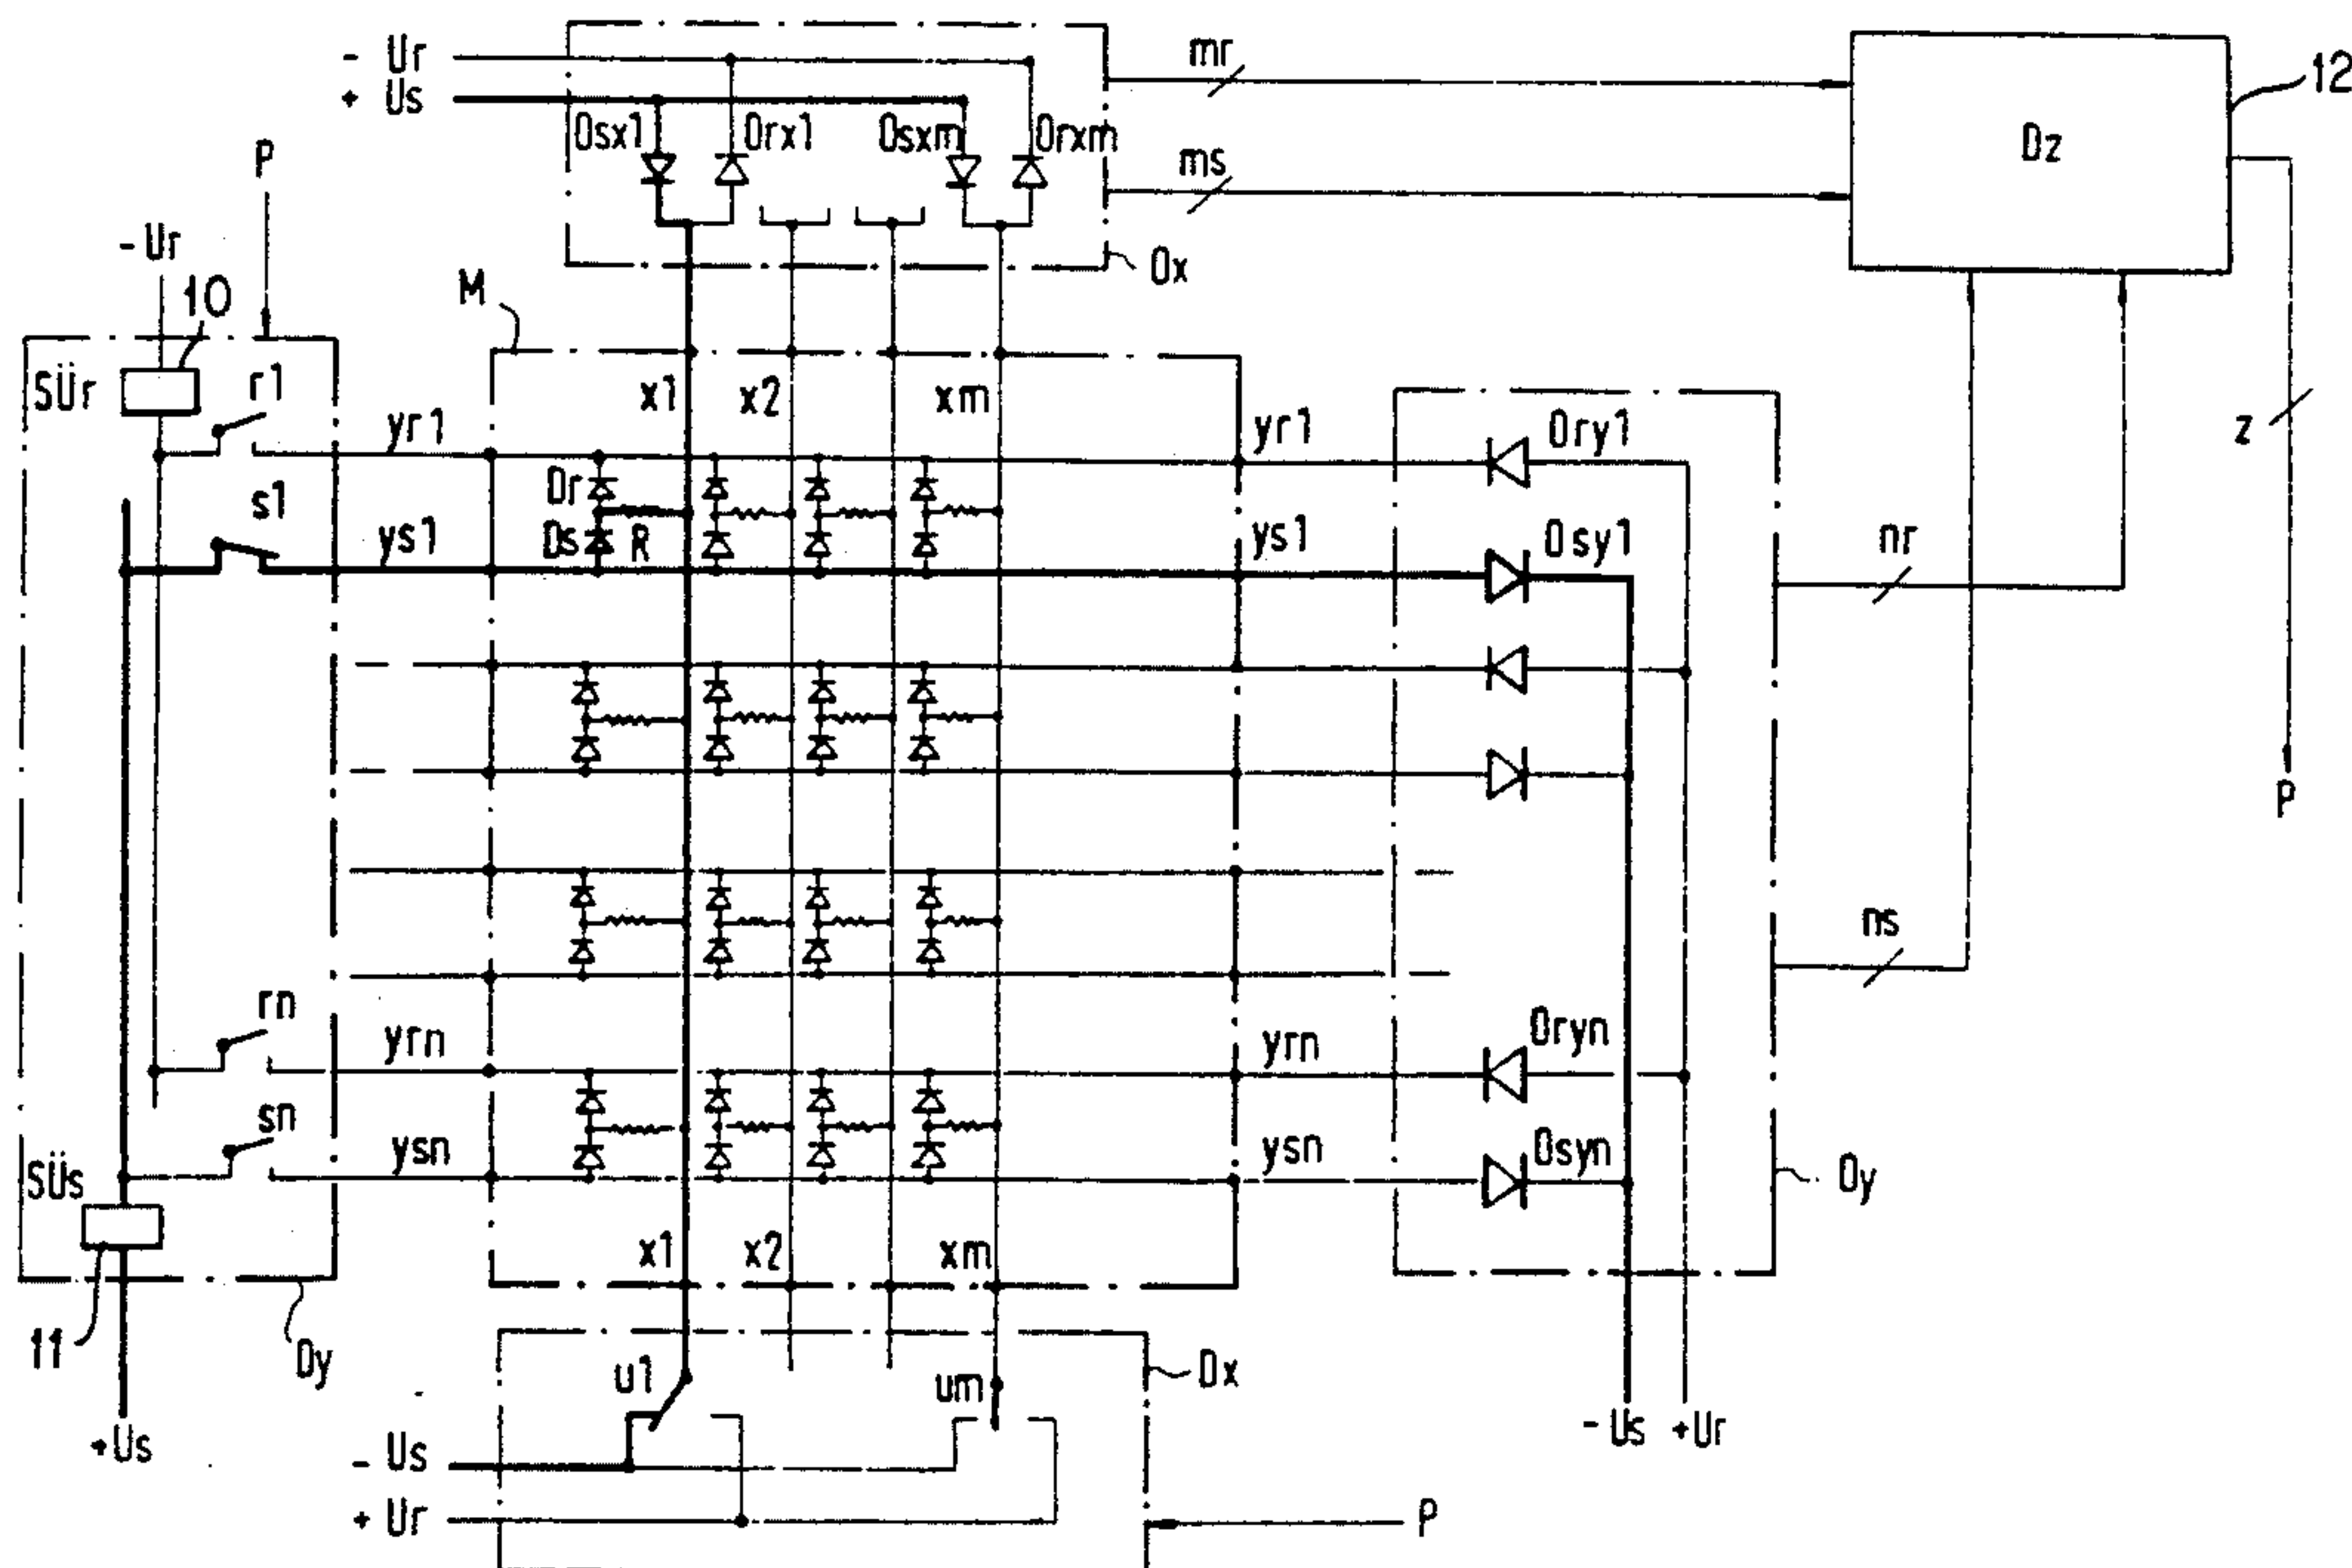 - Ur
+ Us
mr
12
Osx1
Orx1
Osxm
Orxm
Dz
P
ms
- Ur
10
M
Ox
SÜr
r1
x1
x2
xm
yr1
yr1
Ory1
z
Dr
s1
ys1
Ds
R
ys1
Osy1
nr
P
ns
rn
yrn
yrn
Oryn
sn
ysn
ysn
Osyn
SÜs
Oy
x1
x2
xm
11
Dy
u1
um
Dx
+Us
- Us
- Us
+Ur
+ Ur
P